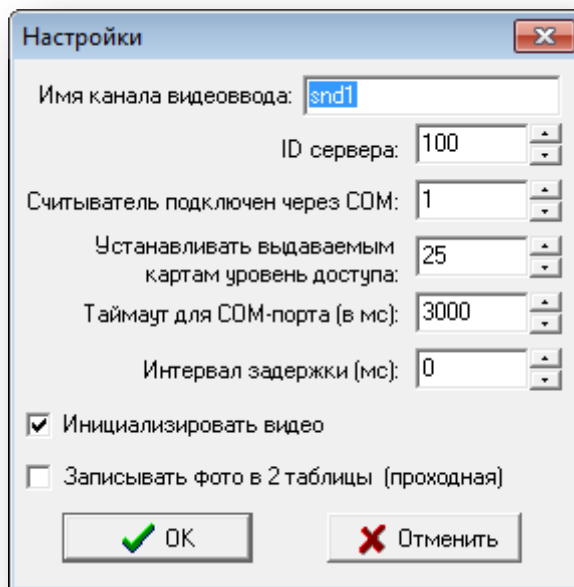 Настройки
Имя канала видеоввода: snd1
ID сервера: 100
Считыватель подключен через COM: 1
Устанавливать выдаваемым
картам уровень доступа: 25
Таймаут для COM-порта (в мс): 3000
Интервал задержки (мс): 0
Инициализировать видео
Записывать фото в 2 таблицы (проходная)
OK Отменить